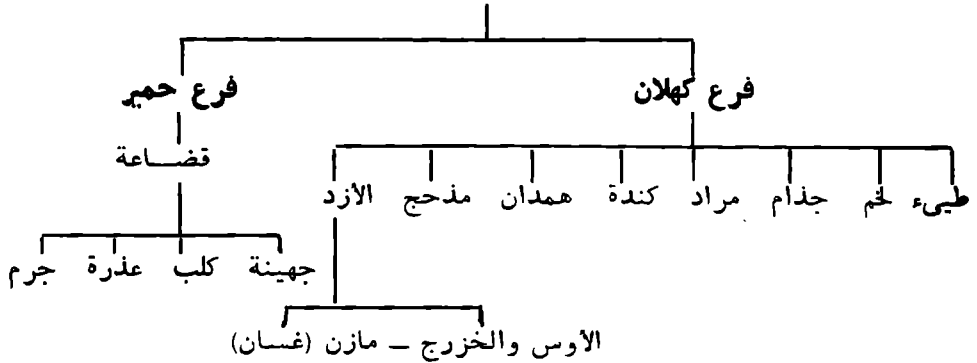 فرع كهلان فرع حمير
قضاعة
طيىء لخم جذام مراد كندة همدان مذحج الأزد
جهينة كلب عذرة جرم
الأوس والخزرج – مازن (غسان)